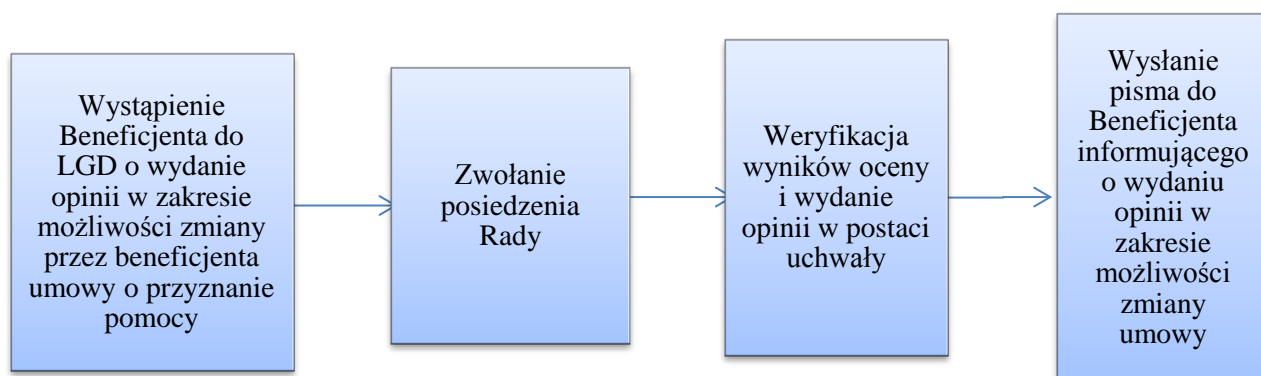 Wystąpienie
Beneficjenta do
LGD o wydanie
opinii w zakresie
możliwości zmiany
przez beneficjenta
umowy o przyznanie
pomocy
Zwołanie
posiedzenia
Rady
Weryfikacja
wyników oceny
i wydanie
opinii w postaci
uchwały
Wysłanie
pisma do
Beneficjenta
informującego
o wydaniu
opinii w
zakresie
możliwości
zmiany
umowy